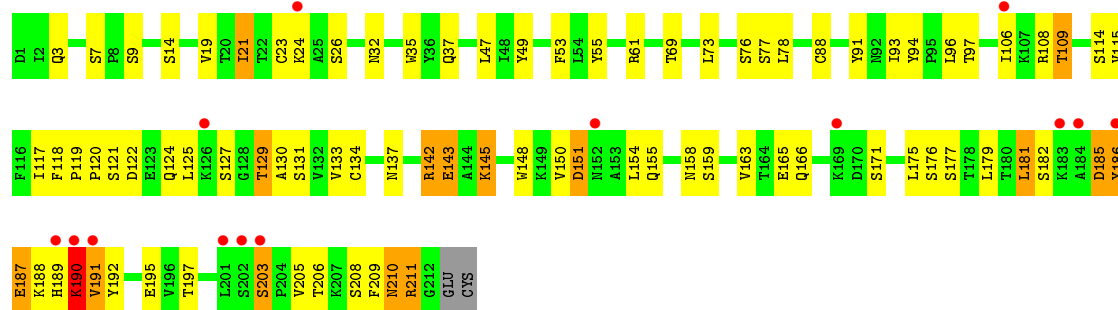 D1 I2 Q3 S7 P8 S9 S14 V19 T20 I21 T22 C23 K24 A25 S26 N32 W35 Y36 Q37 L47 I48 Y49 F53 L54 Y55 R61 T69 L73 S76 S77 L78 C88 Y91 N92 I93 Y94 P95 L96 T97 I106 K107 R108 T109 S114 V115
F116 I117 F118 P119 P120 S121 D122 E123 Q124 L125 K126 S127 G128 T129 A130 S131 V132 V133 C134 N137 R142 E143 A144 K145 W148 K149 V150 D151 N152 A153 L154 Q155 N158 S159 V163 T164 E165 Q166 K169 D170 S171 L175 S176 S177 T178 L179 T180 L181 S182 K183 A184 D185 Y186
E187 K188 H189 K190 V191 Y192 E195 V196 T197 L201 S202 S203 P204 V205 T206 K207 S208 F209 N210 R211 G212 GLU CYS